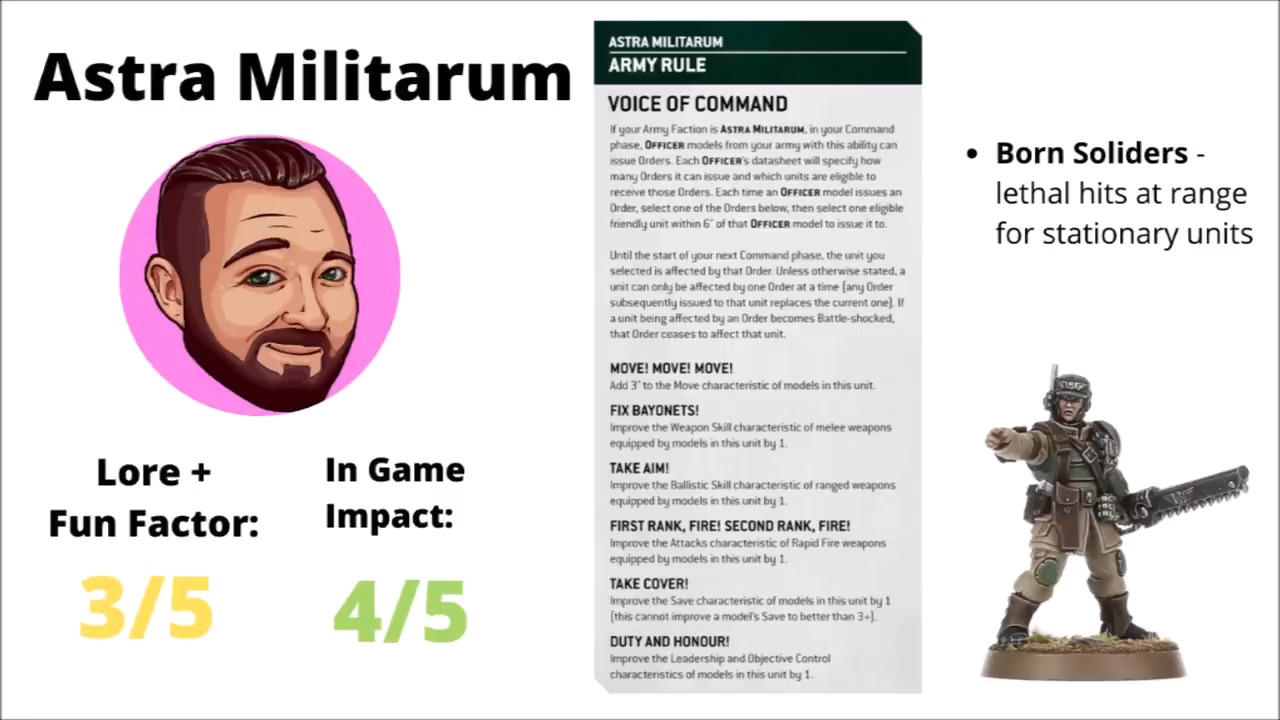 Astra Militarum
Lore +
Fun Factor:
3/5
In Game
Impact:
4/5
ASTRA MILITARUM
ARMY RULE
VOICE OF COMMAND
If your Army Faction is ASTRA MILITARUM, in your Command
phase, OFFICER models from your army with this ability can
issue Orders. Each OFFICER's datasheet will specify how
many Orders it can issue and which units are eligible to
receive those Orders. Each time an OFFICER model issues an
Order, select one of the Orders below, then select one eligible
friendly unit within 6" of that OFFICER model to issue it to.
Until the start of your next Command phase, the unit you
selected is affected by that Order. Unless otherwise stated, a
unit can only be affected by one Order at a time (any Order
subsequently issued to that unit replaces the current one). If
a unit being affected by an Order becomes Battle-shocked,
that Order ceases to affect that unit.
MOVE! MOVE! MOVE!
Add 3" to the Move characteristic of models in this unit.
FIX BAYONETS!
Improve the Weapon Skill characteristic of melee weapons
equipped by models in this unit by 1.
TAKE AIM!
Improve the Ballistic Skill characteristic of ranged weapons
equipped by models in this unit by 1.
FIRST RANK, FIRE! SECOND RANK, FIRE!
Improve the Attacks characteristic of Rapid Fire weapons
equipped by models in this unit by 1.
TAKE COVER!
Improve the Save characteristic of models in this unit by 1
(this cannot improve a model's Save to better than 3+).
DUTY AND HONOUR!
Improve the Leadership and Objective Control
characteristics of models in this unit by 1.
• Born Soliders -
lethal hits at range
for stationary units